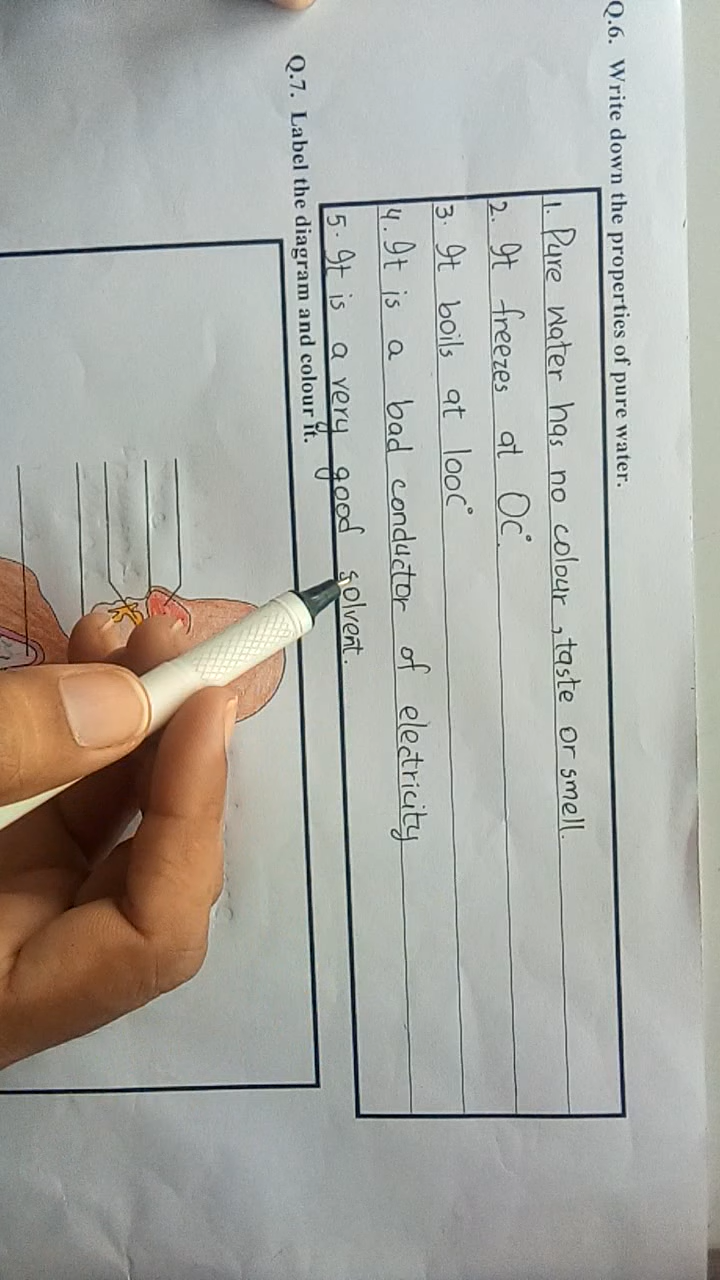 Q.6. Write down the properties of pure water.
1. Pure water has no colour, taste or smell.
2. It freezes at 0c°.
3. It boils at 100c°
4. It is a bad conductor of electricity
5. It is a very good solvent.
Q.7. Label the diagram and colour it.